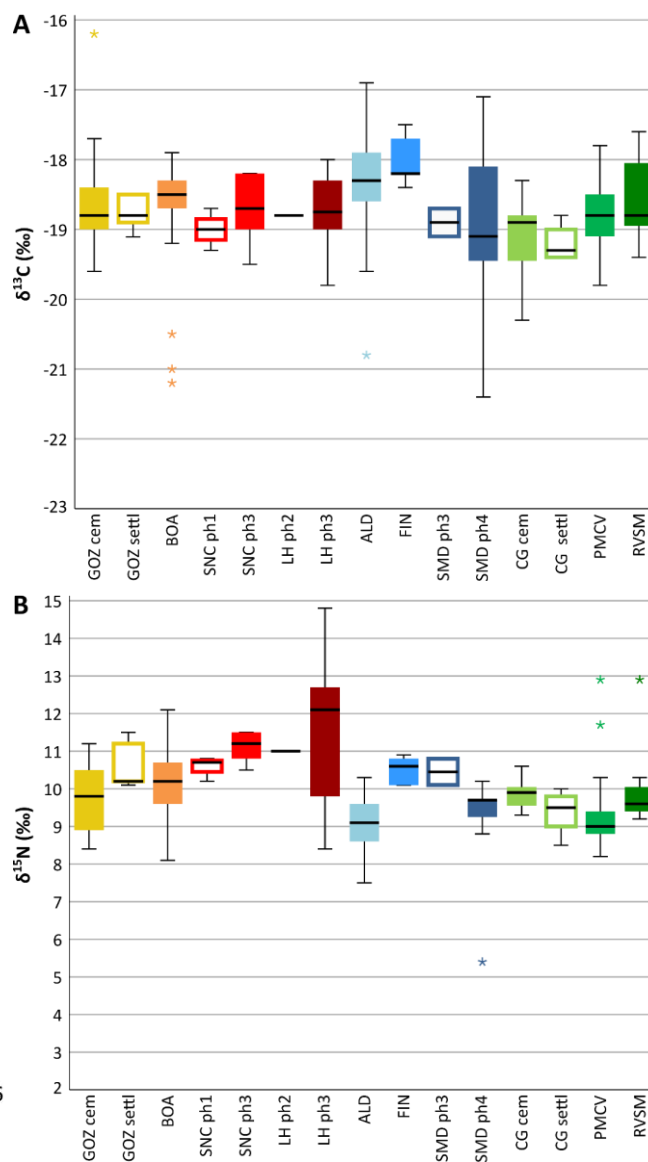 A
-16
-17
-18
-19
-20
-21
-22
-23
δ¹³C (‰)
GOZ cem
GOZ settl
BOA
SNC ph1
SNC ph3
LH ph2
LH ph3
ALD
FIN
SMD ph3
SMD ph4
CG cem
CG settl
PMCV
RVSM
B
15
14
13
12
11
10
9
8
7
6
5
4
3
2
δ¹⁵N (‰)
GOZ cem
GOZ settl
BOA
SNC ph1
SNC ph3
LH ph2
LH ph3
ALD
FIN
SMD ph3
SMD ph4
CG cem
CG settl
PMCV
RVSM